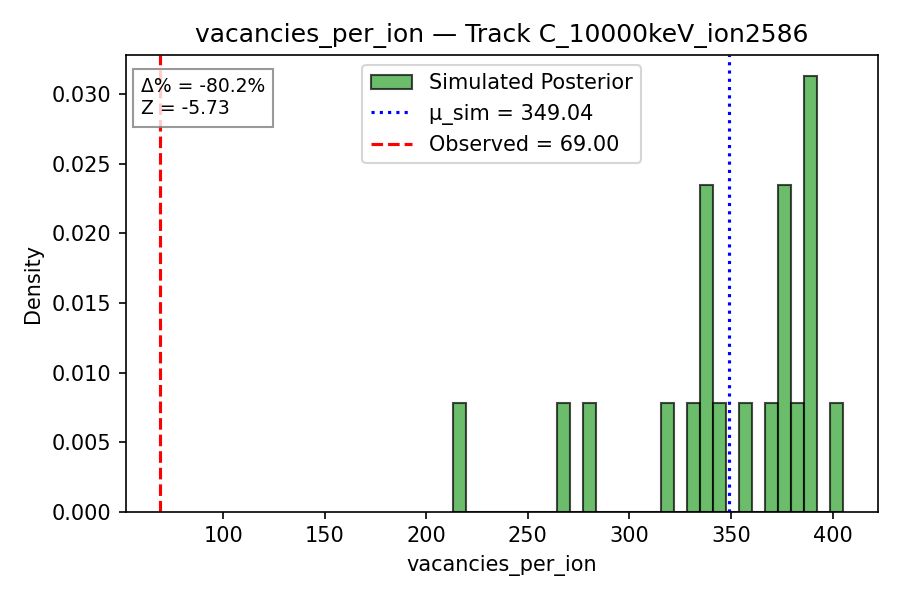 vacancies_per_ion — Track C_10000keV_ion2586
Δ% = -80.2%
Z = -5.73
Simulated Posterior
μ_sim = 349.04
Observed = 69.00
Density
0.030
0.025
0.020
0.015
0.010
0.005
0.000
100
150
200
250
300
350
400
vacancies_per_ion